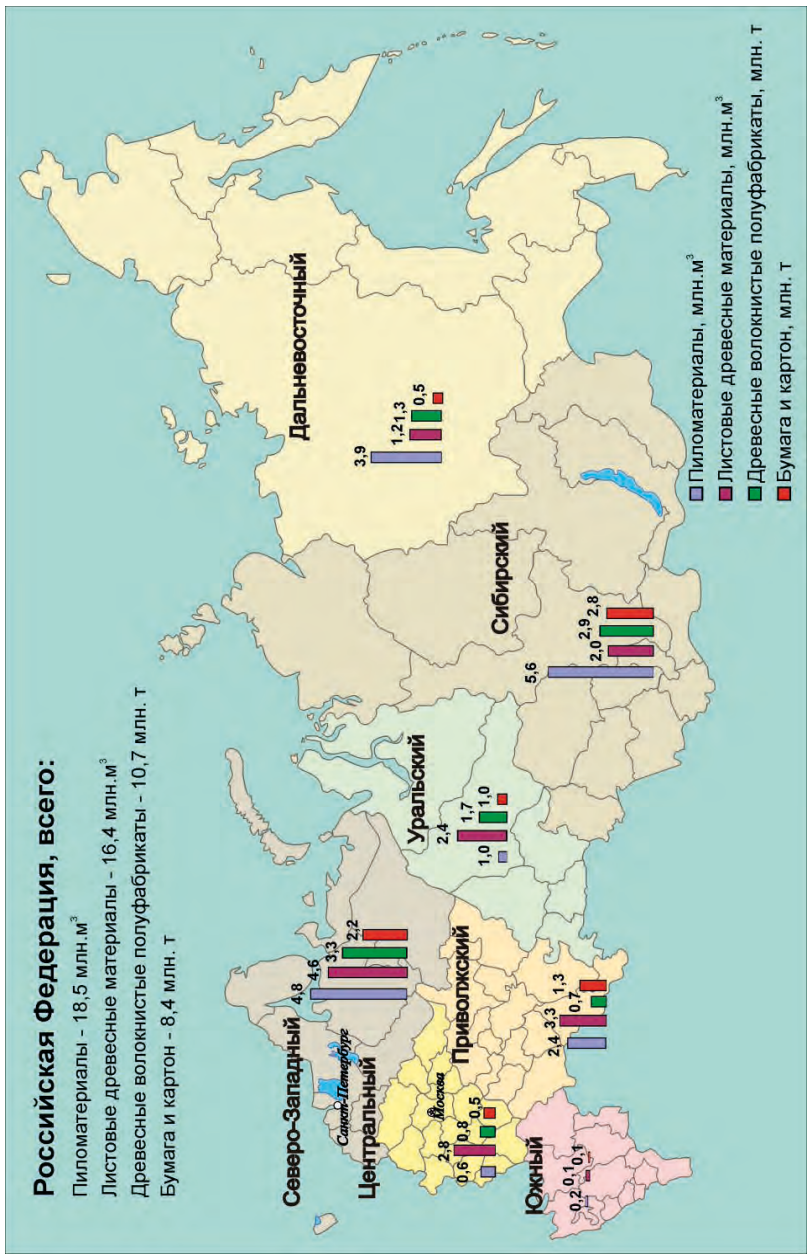 Российская Федерация, всего:
Пиломатериалы – 18,5 млн.м³
Листовые древесные материалы – 16,4 млн.м³
Древесные волокнистые полуфабрикаты – 10,7 млн. т
Бумага и картон – 8,4 млн. т
Северо-Западный
4,8
4,6
3,3
2,2
Санкт-Петербург
Центральный
Москва
0,6
2,8
0,8
0,5
Южный
0,2
0,1
0,1
Приволжский
2,4
3,3
0,7
1,3
Уральский
1,0
2,4
1,7
1,0
Сибирский
5,6
2,0
2,9
2,8
Дальневосточный
3,9
1,2
1,3
0,5
Пиломатериалы, млн.м³
Листовые древесные материалы, млн.м³
Древесные волокнистые полуфабрикаты, млн. т
Бумага и картон, млн. т